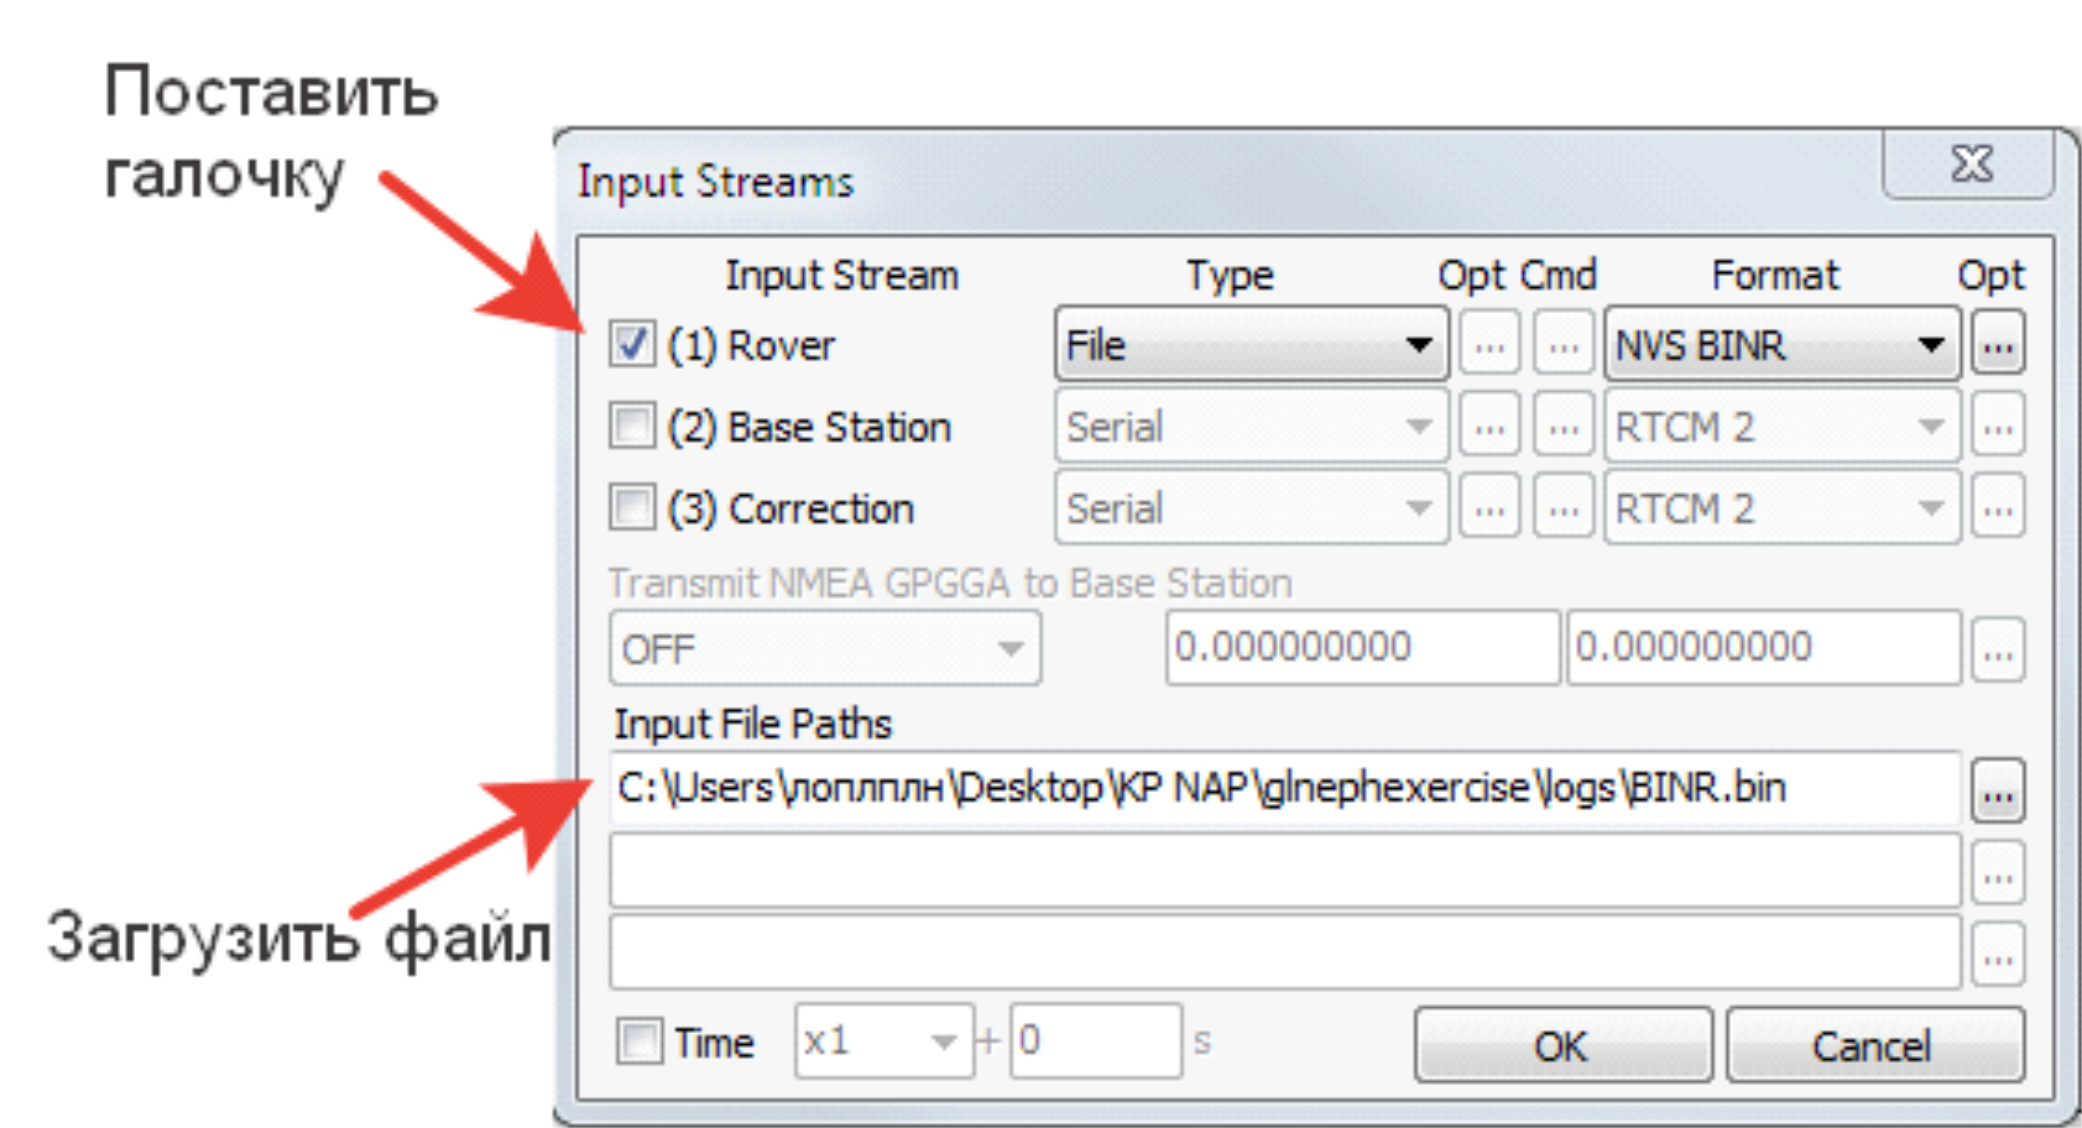 Поставить
галочку
Input Streams
Input Stream Type Opt Cmd Format Opt
(1) Rover File ... ... NVS BINR ...
(2) Base Station Serial ... ... RTCM 2 ...
(3) Correction Serial ... ... RTCM 2 ...
Transmit NMEA GPGGA to Base Station
OFF 0.000000000 0.000000000 ...
Input File Paths
C:\Users\лоплплн\Desktop\KP NAP\glnephexercise\logs\BINR.bin ...
...
Загрузить файл
...
Time x1 + 0 s OK Cancel